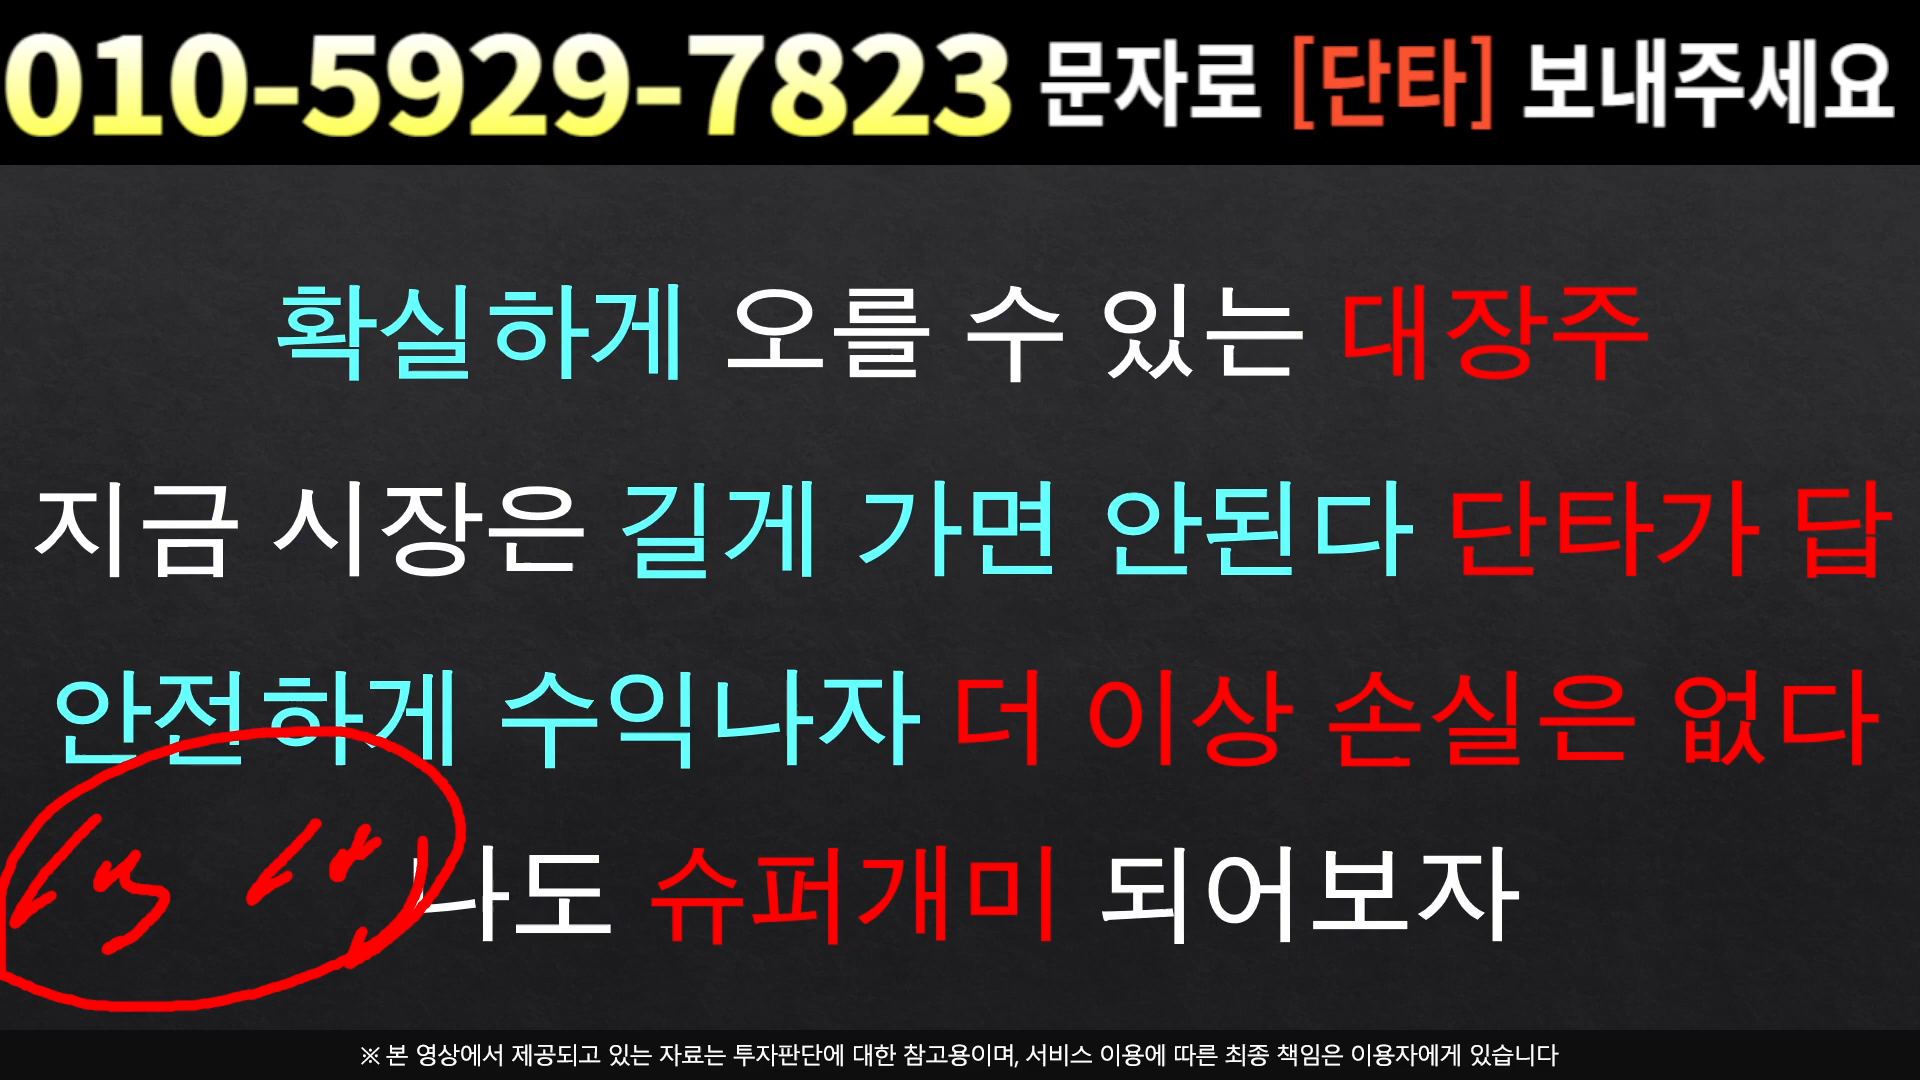 010-5929-7823 문자로 [단타] 보내주세요
확실하게 오를 수 있는 대장주
지금 시장은 길게 가면 안된다 단타가 답
안전하게 수익나자 더 이상 손실은 없다
나도 슈퍼개미 되어보자
※ 본 영상에서 제공되고 있는 자료는 투자판단에 대한 참고용이며, 서비스 이용에 따른 최종 책임은 이용자에게 있습니다